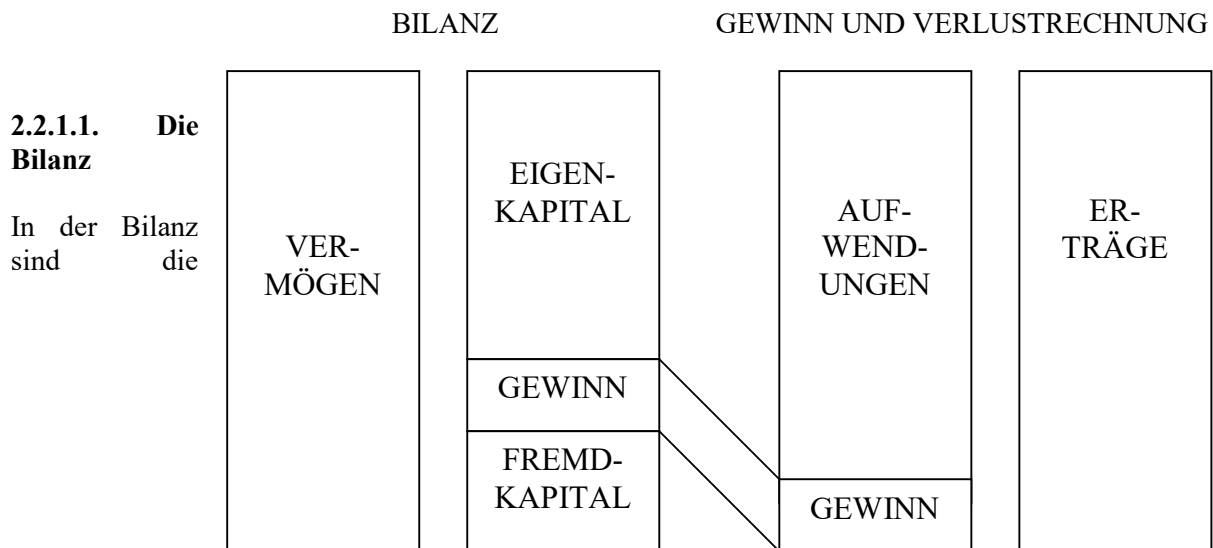 BILANZ
GEWINN UND VERLUSTRECHNUNG
2.2.1.1. Die
Bilanz
In der Bilanz
sind die
VER-
MÖGEN
EIGEN-
KAPITAL
GEWINN
FREMD-
KAPITAL
AUF-
WEND-
UNGEN
GEWINN
ER-
TRÄGE